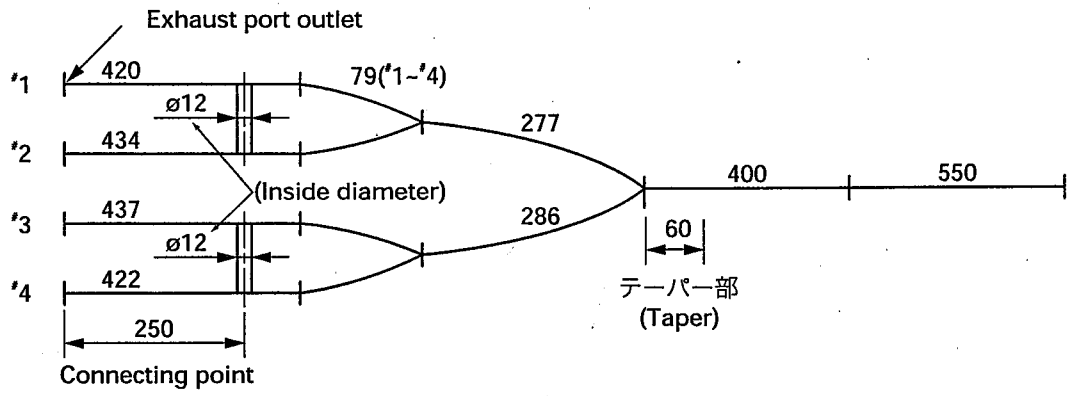 Exhaust port outlet
#1
420
79(#1~#4)
ø12
277
#2
434
(Inside diameter)
400
550
#3
437
286
60
ø12
#4
422
テーパー部
(Taper)
250
Connecting point